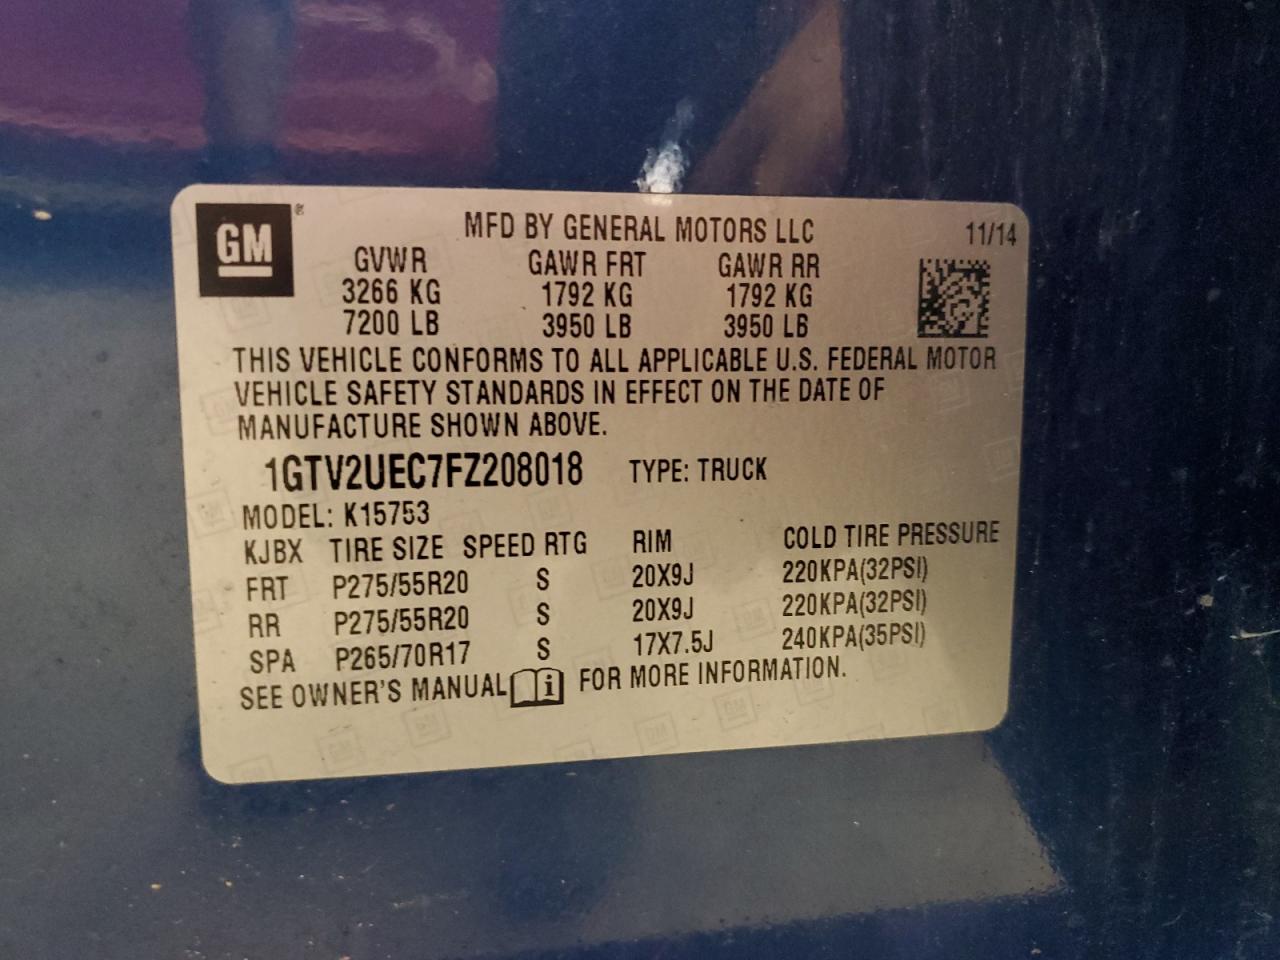 GM ®
MFD BY GENERAL MOTORS LLC 11/14
GVWR GAWR FRT GAWR RR
3266 KG 1792 KG 1792 KG
7200 LB 3950 LB 3950 LB
THIS VEHICLE CONFORMS TO ALL APPLICABLE U.S. FEDERAL MOTOR
VEHICLE SAFETY STANDARDS IN EFFECT ON THE DATE OF
MANUFACTURE SHOWN ABOVE.
1GTV2UEC7FZ208018 TYPE: TRUCK
MODEL: K15753
KJBX TIRE SIZE SPEED RTG RIM COLD TIRE PRESSURE
FRT P275/55R20 S 20X9J 220KPA(32PSI)
RR P275/55R20 S 20X9J 220KPA(32PSI)
SPA P265/70R17 S 17X7.5J 240KPA(35PSI)
SEE OWNER'S MANUAL i FOR MORE INFORMATION.